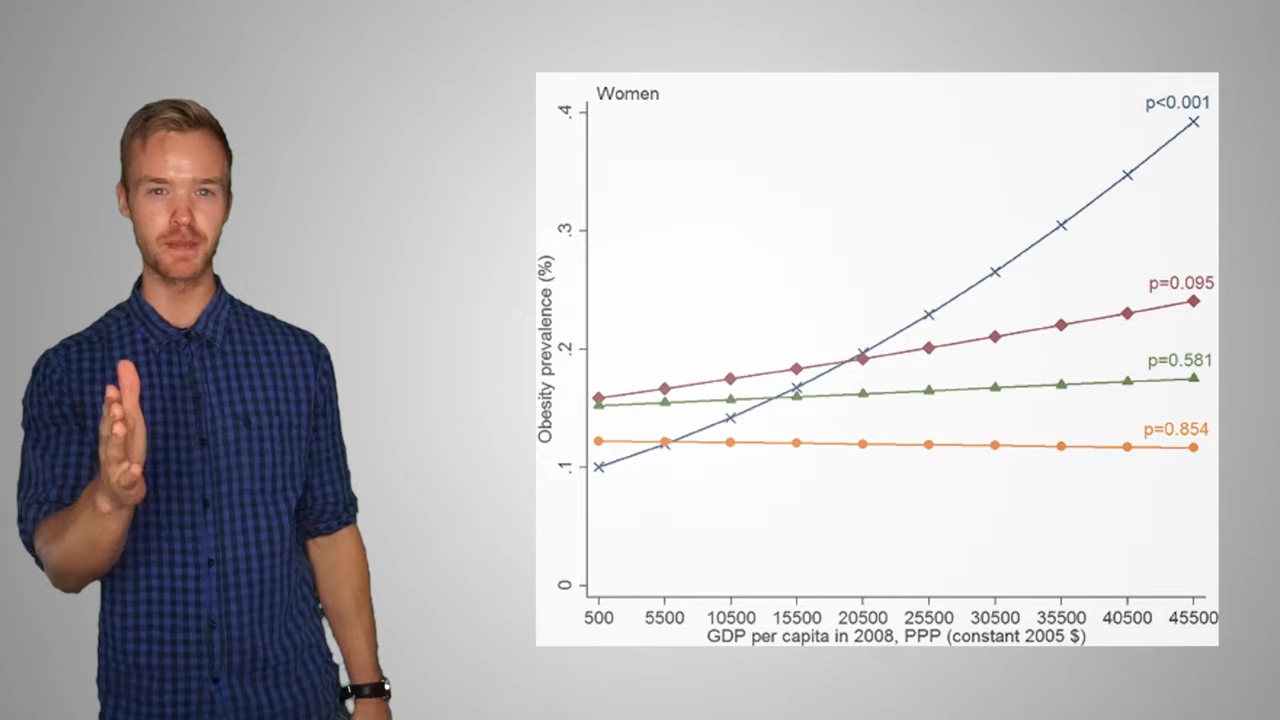 Women
p<0.001
.4
.3
p=0.095
.2
p=0.581
p=0.854
.1
0
Obesity prevalence (%)
500 5500 10500 15500 20500 25500 30500 35500 40500 45500
GDP per capita in 2008, PPP (constant 2005 $)